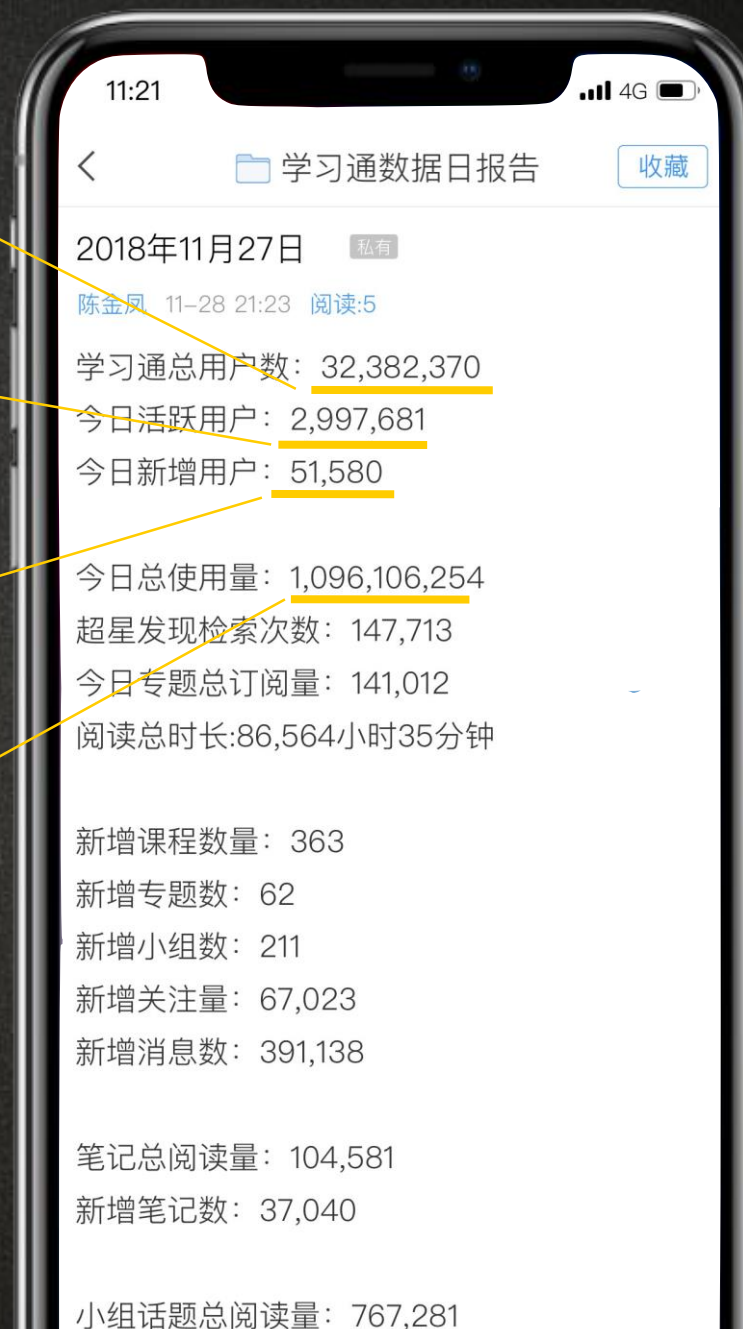 11:21 4G
学习通数据日报告 收藏
2018年11月27日 私有
陈金凤 11-28 21:23 阅读:5
学习通总用户数：32,382,370
今日活跃用户：2,997,681
今日新增用户：51,580
今日总使用量：1,096,106,254
超星发现检索次数：147,713
今日专题总订阅量：141,012
阅读总时长:86,564小时35分钟
新增课程数量：363
新增专题数：62
新增小组数：211
新增关注量：67,023
新增消息数：391,138
笔记总阅读量：104,581
新增笔记数：37,040
小组话题总阅读量：767,281